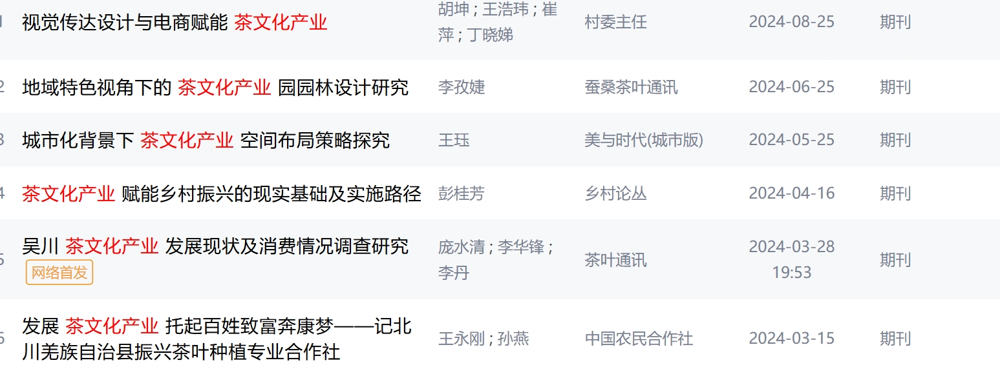 1 视觉传达设计与电商赋能 茶文化产业 胡坤 ; 王浩玮 ; 崔萍 ; 丁晓娣 村委主任 2024-08-25 期刊
2 地域特色视角下的 茶文化产业 园园林设计研究 李孜婕 蚕桑茶叶通讯 2024-06-25 期刊
3 城市化背景下 茶文化产业 空间布局策略探究 王珏 美与时代(城市版) 2024-05-25 期刊
4 茶文化产业 赋能乡村振兴的现实基础及实施路径 彭桂芳 乡村论丛 2024-04-16 期刊
5 吴川 茶文化产业 发展现状及消费情况调查研究 庞水清 ; 李华锋 ; 茶叶通讯 2024-03-28 期刊
网络首发 李丹 19:53
6 发展 茶文化产业 托起百姓致富奔康梦——记北 王永刚 ; 孙燕 中国农民合作社 2024-03-15 期刊
川羌族自治县振兴茶叶种植专业合作社